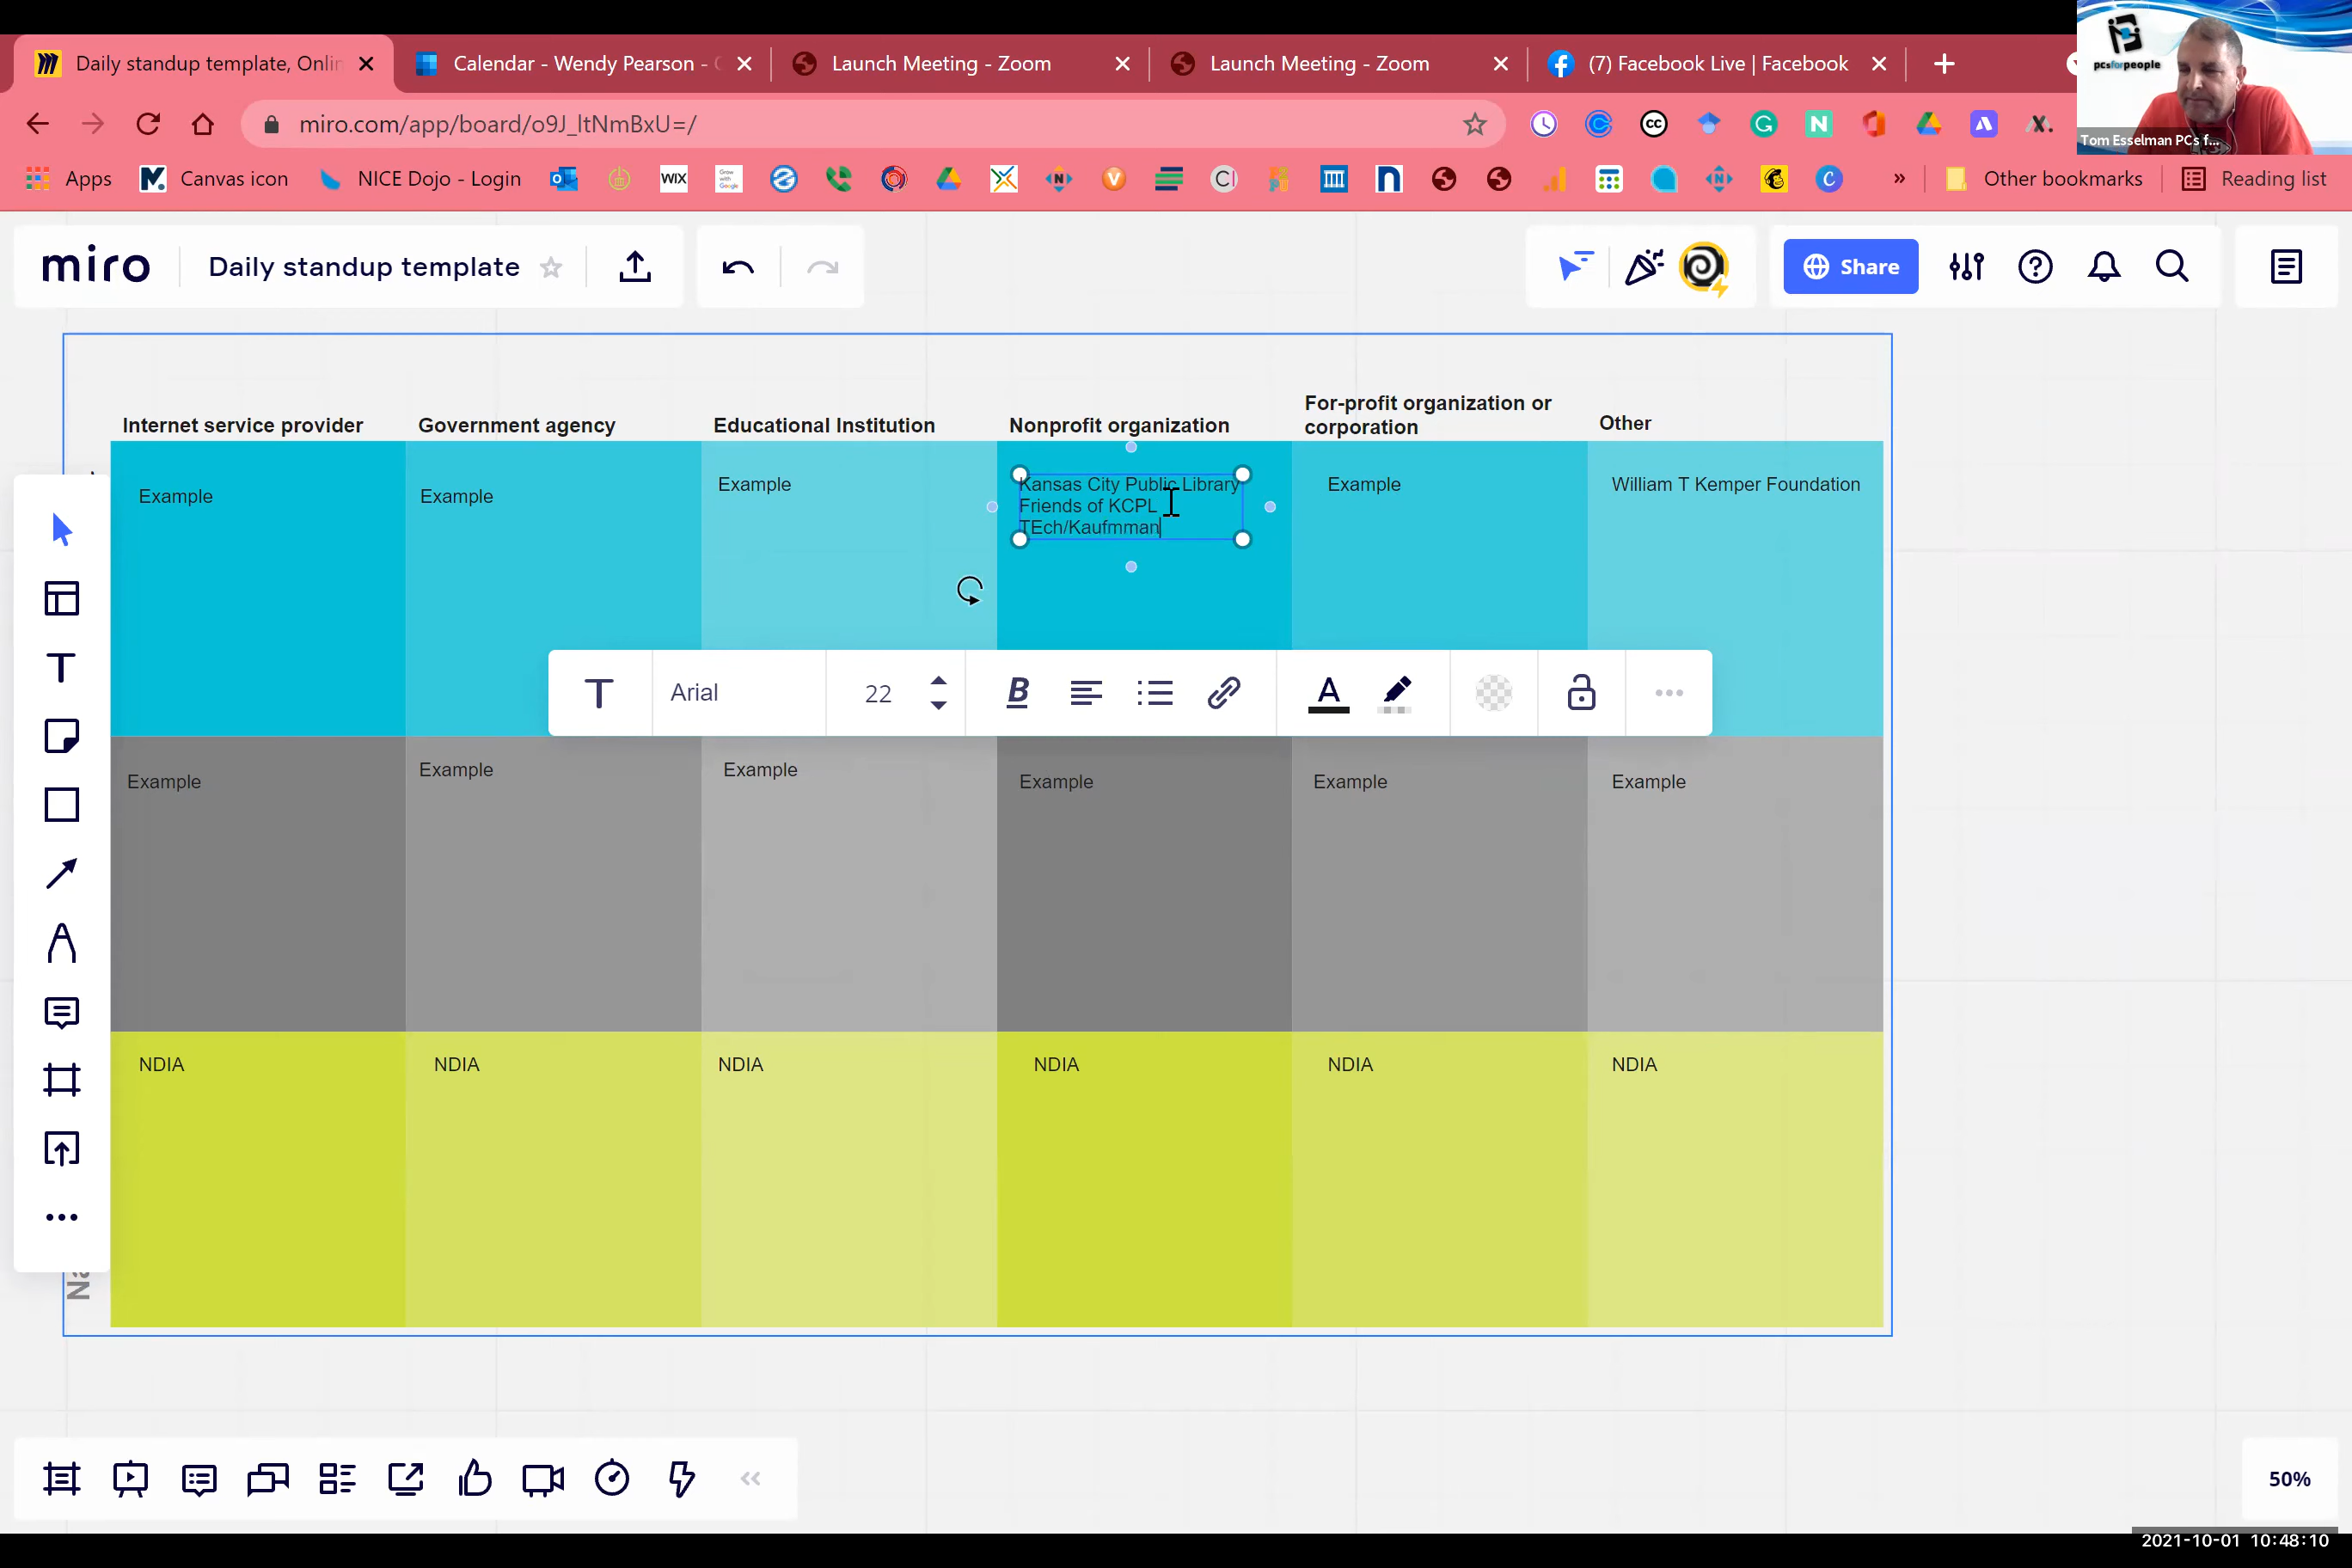 Daily standup template, Onlin
Calendar - Wendy Pearson - 
Launch Meeting - Zoom
Launch Meeting - Zoom
(7) Facebook Live | Facebook
pcsforpeople
Tom Esselman PCs f...
miro.com/app/board/o9J_ltNmBxU=/
Apps
Canvas icon
NICE Dojo - Login
WIX
Other bookmarks
Reading list
miro
Daily standup template
Share
Internet service provider
Government agency
Educational Institution
Nonprofit organization
For-profit organization or
corporation
Other
Example
Example
Example
Kansas City Public Library
Friends of KCPL
TEch/Kaufmman
Example
William T Kemper Foundation
Arial
22
Example
Example
Example
Example
Example
Example
NDIA
NDIA
NDIA
NDIA
NDIA
NDIA
Na
50%
2021-10-01 10:48:10